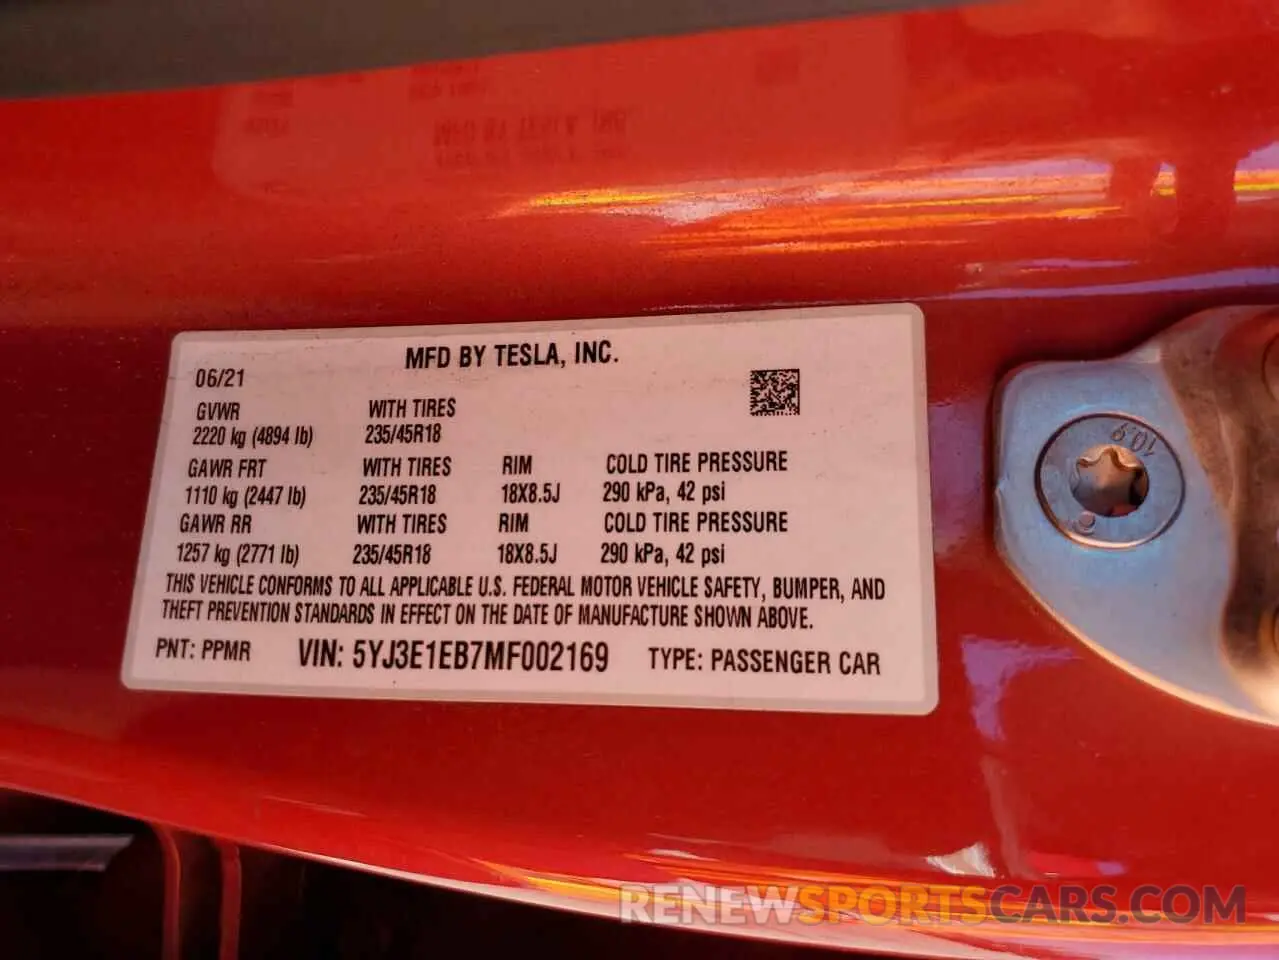 MFD BY TESLA, INC.
06/21
GVWR WITH TIRES
2220 kg (4894 lb) 235/45R18
GAWR FRT WITH TIRES RIM COLD TIRE PRESSURE
1110 kg (2447 lb) 235/45R18 18X8.5J 290 kPa, 42 psi
GAWR RR WITH TIRES RIM COLD TIRE PRESSURE
1257 kg (2771 lb) 235/45R18 18X8.5J 290 kPa, 42 psi
THIS VEHICLE CONFORMS TO ALL APPLICABLE U.S. FEDERAL MOTOR VEHICLE SAFETY, BUMPER, AND
THEFT PREVENTION STANDARDS IN EFFECT ON THE DATE OF MANUFACTURE SHOWN ABOVE.
PNT: PPMR VIN: 5YJ3E1EB7MF002169 TYPE: PASSENGER CAR
10.9
RENEWSPORTSCARS.COM